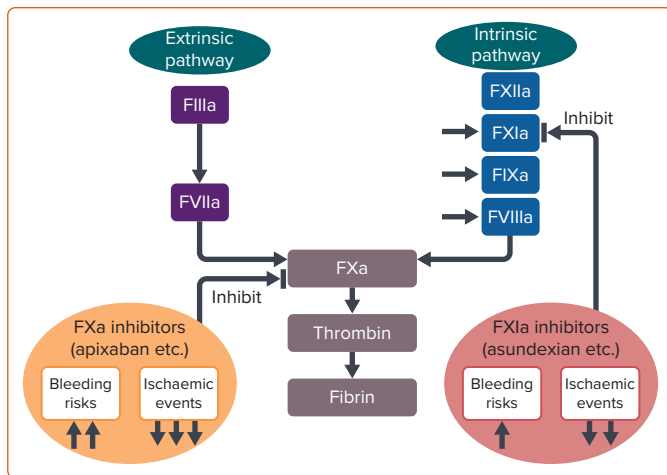 Extrinsic
pathway
Intrinsic
pathway
FIIIa
FVIIa
FXIIa
FXIa
FIXa
FVIIIa
Inhibit
FXa
Thrombin
Fibrin
Inhibit
FXa inhibitors
(apixaban etc.)
Bleeding
risks
Ischaemic
events
FXIa inhibitors
(asundexian etc.)
Bleeding
risks
Ischaemic
events